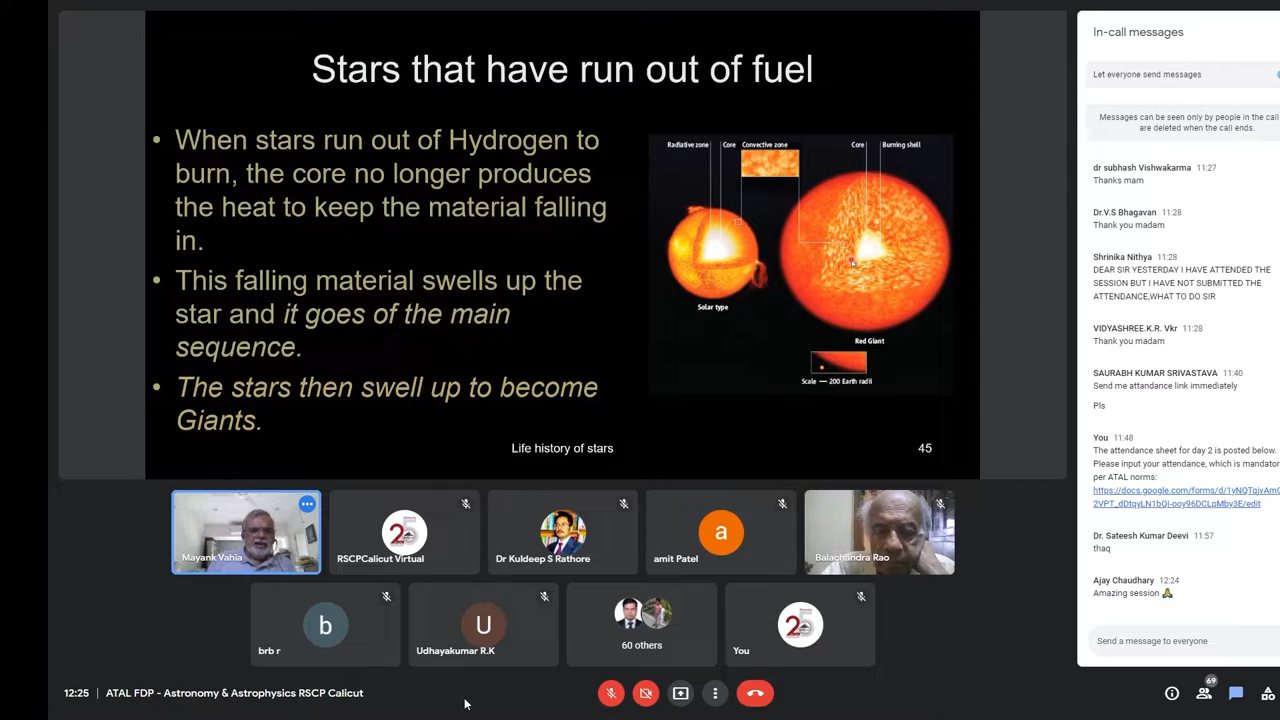 Stars that have run out of fuel
• When stars run out of Hydrogen to
burn, the core no longer produces
the heat to keep the material falling
in.
• This falling material swells up the
star and it goes of the main
sequence.
• The stars then swell up to become
Giants.
Radiative zone
Core
Convective zone
Core
Burning shell
Solar type
Red Giant
Scale — 200 Earth radii
Life history of stars
45
Mayank Vahia
25
RSCPCalicut Virtual
Dr Kuldeep S Rathore
a
amit Patel
Balachandra Rao
b
brb r
U
Udhayakumar R.K
60 others
25
You
12:25 | ATAL FDP - Astronomy & Astrophysics RSCP Calicut
69
In-call messages
Let everyone send messages
Messages can be seen only by people in the call
are deleted when the call ends.
dr subhash Vishwakarma 11:27
Thanks mam
Dr.V.S Bhagavan 11:28
Thank you madam
Shrinika Nithya 11:28
DEAR SIR YESTERDAY I HAVE ATTENDED THE
SESSION BUT I HAVE NOT SUBMITTED THE
ATTENDANCE,WHAT TO DO SIR
VIDYASHREE.K.R. Vkr 11:28
Thank you madam
SAURABH KUMAR SRIVASTAVA 11:40
Send me attandance link immediately
Pls
You 11:48
The attendance sheet for day 2 is posted below.
Please input your attendance, which is mandator
per ATAL norms:
Dr. Sateesh Kumar Deevi 11:57
thaq
Ajay Chaudhary 12:24
Amazing session 🙏
Send a message to everyone